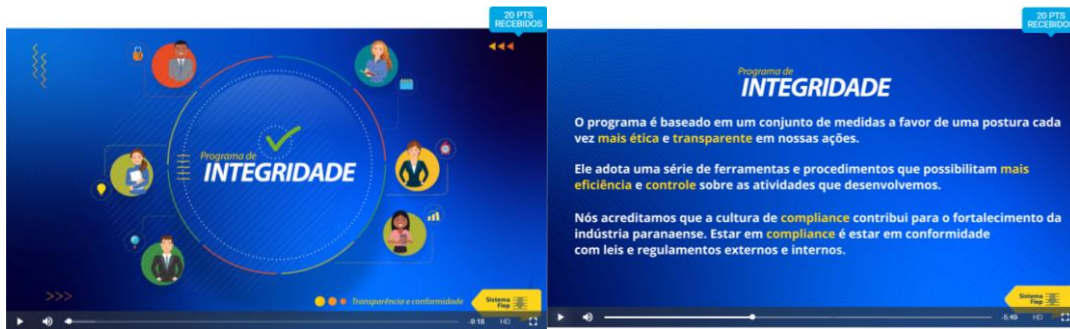 20 PTS
RECEBIDOS
Programa de
INTEGRIDADE
Transparência e conformidade
Sistema
Fiep
-9:18
HD
20 PTS
RECEBIDOS
Programa de
INTEGRIDADE
O programa é baseado em um conjunto de medidas a favor de uma postura cada
vez mais ética e transparente em nossas ações.
Ele adota uma série de ferramentas e procedimentos que possibilitam mais
eficiência e controle sobre as atividades que desenvolvemos.
Nós acreditamos que a cultura de compliance contribui para o fortalecimento da
indústria paranaense. Estar em compliance é estar em conformidade
com leis e regulamentos externos e internos.
Sistema
Fiep
-5:49
HD